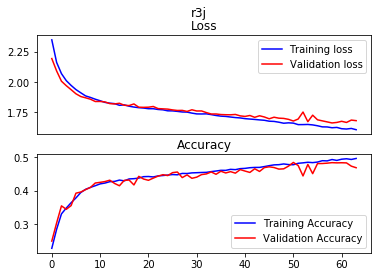 r3j
Loss
2.25
2.00
1.75
Training loss
Validation loss
Accuracy
0.5
0.4
0.3
Training Accuracy
Validation Accuracy
0 10 20 30 40 50 60